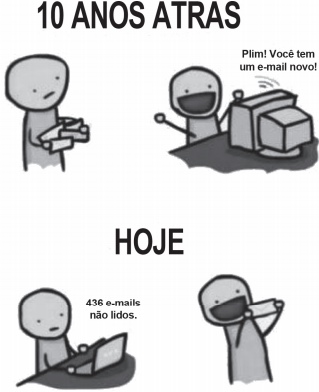 10 ANOS ATRAS
Plim! Você tem
um e-mail novo!
HOJE
436 e-mails
não lidos.